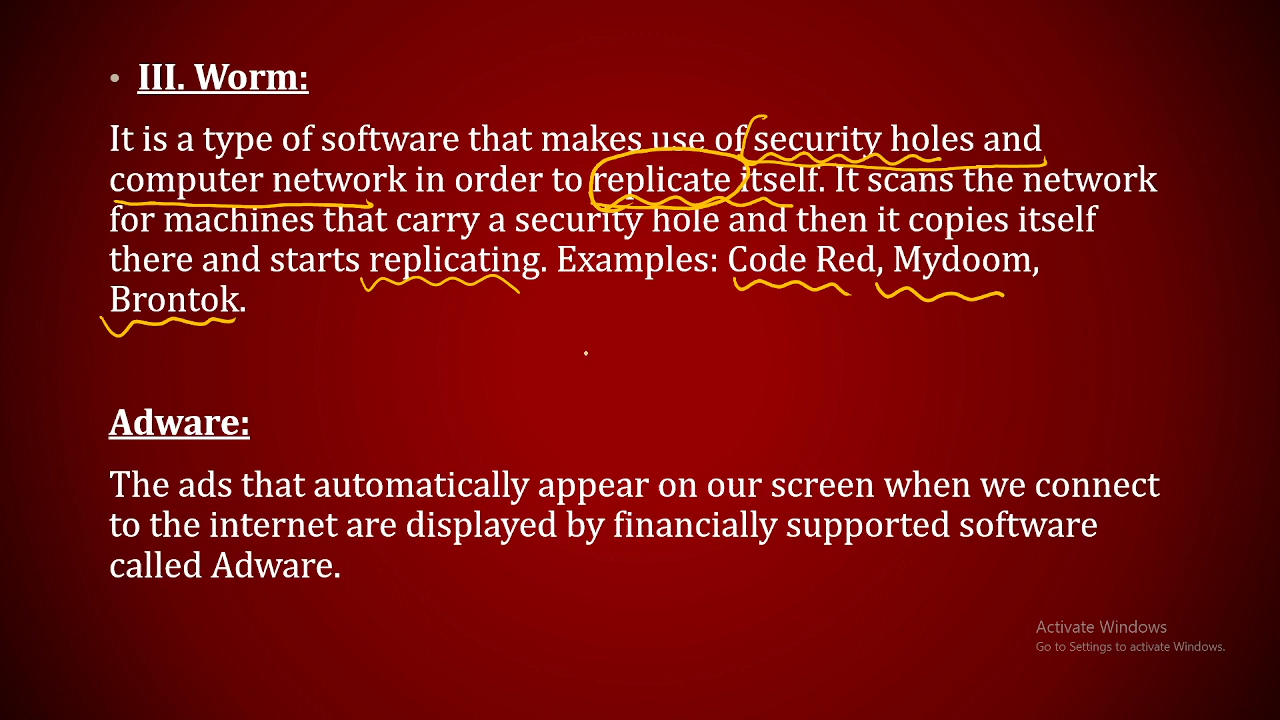 • III. Worm:
It is a type of software that makes use of security holes and
computer network in order to replicate itself. It scans the network
for machines that carry a security hole and then it copies itself
there and starts replicating. Examples: Code Red, Mydoom,
Brontok.
Adware:
The ads that automatically appear on our screen when we connect
to the internet are displayed by financially supported software
called Adware.
Activate Windows
Go to Settings to activate Windows.